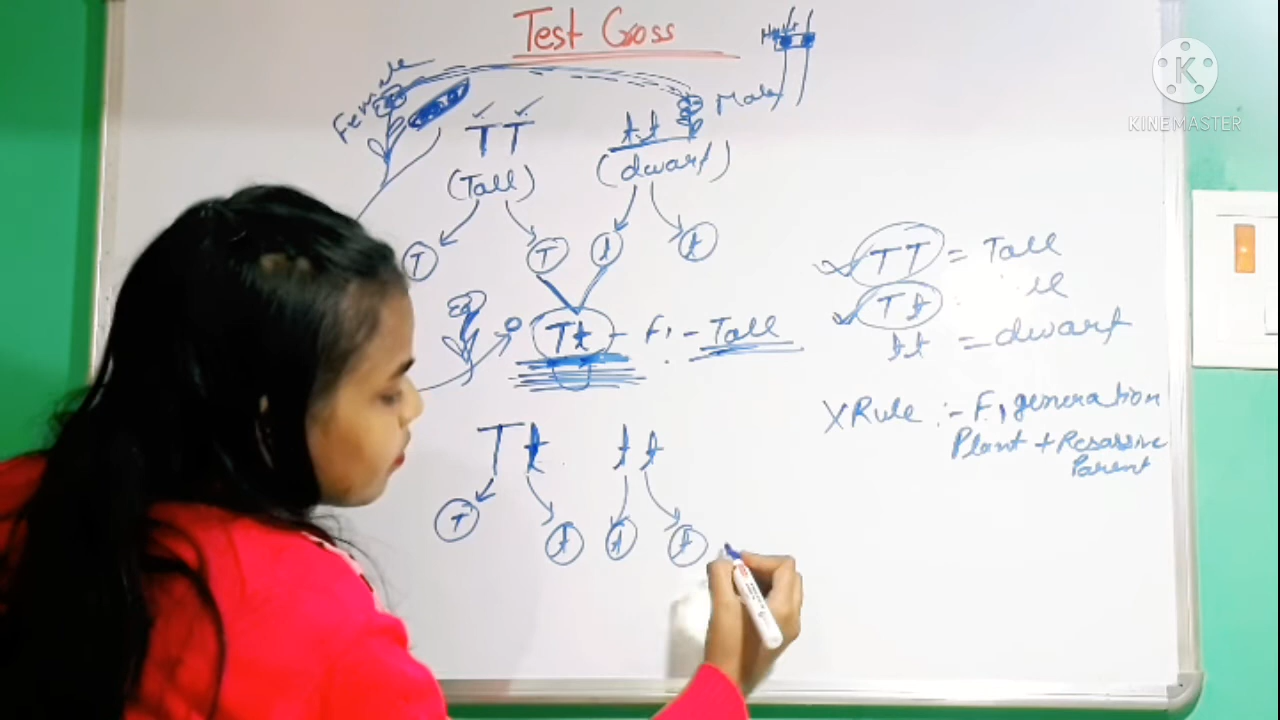 Test Cross
KINEMASTER
Female
Male
TT
tt
(Tall)
(dwarf)
T
T
t
t
TT = Tall
Tt
tt = dwarf
Tt - F1 - Tall
X Rule :- F1 generation
Plant + Resassive
Parent
Tt
tt
T
t
t
t